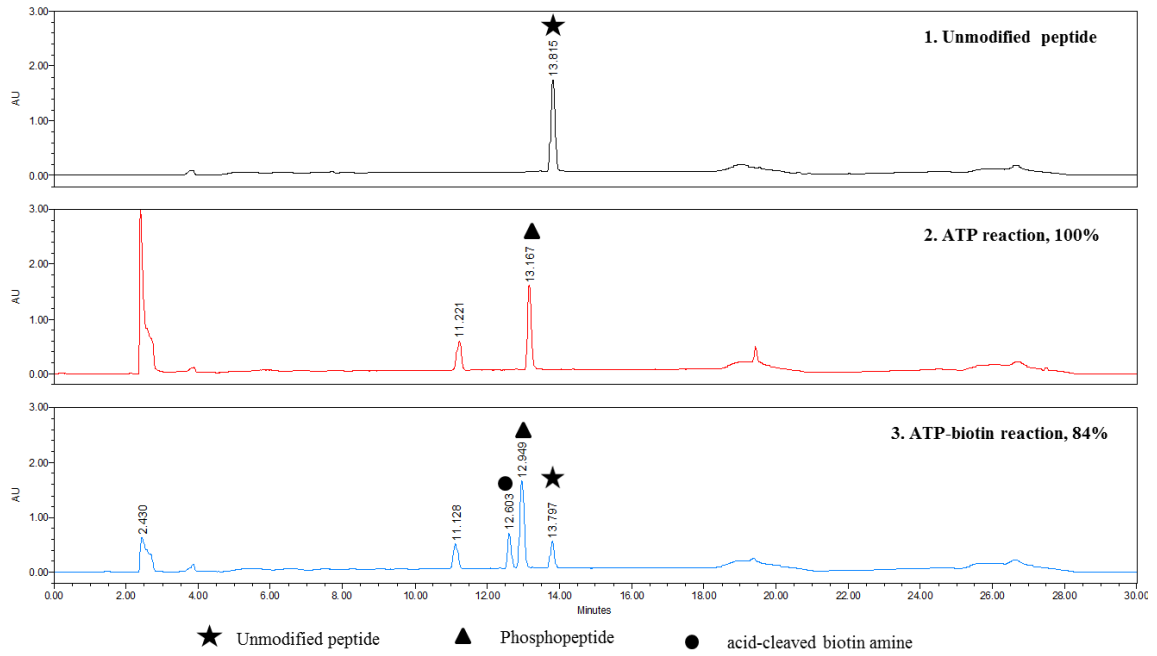 3.00
2.00
1.00
0.00
AU
13.815
1. Unmodified peptide
3.00
2.00
1.00
0.00
AU
11.221
13.167
2. ATP reaction, 100%
3.00
2.00
1.00
0.00
AU
2.430
11.128
12.603
12.949
13.797
3. ATP-biotin reaction, 84%
0.00 2.00 4.00 6.00 8.00 10.00 12.00 14.00 16.00 18.00 20.00 22.00 24.00 26.00 28.00 30.00
Minutes
Unmodified peptide Phosphopeptide acid-cleaved biotin amine